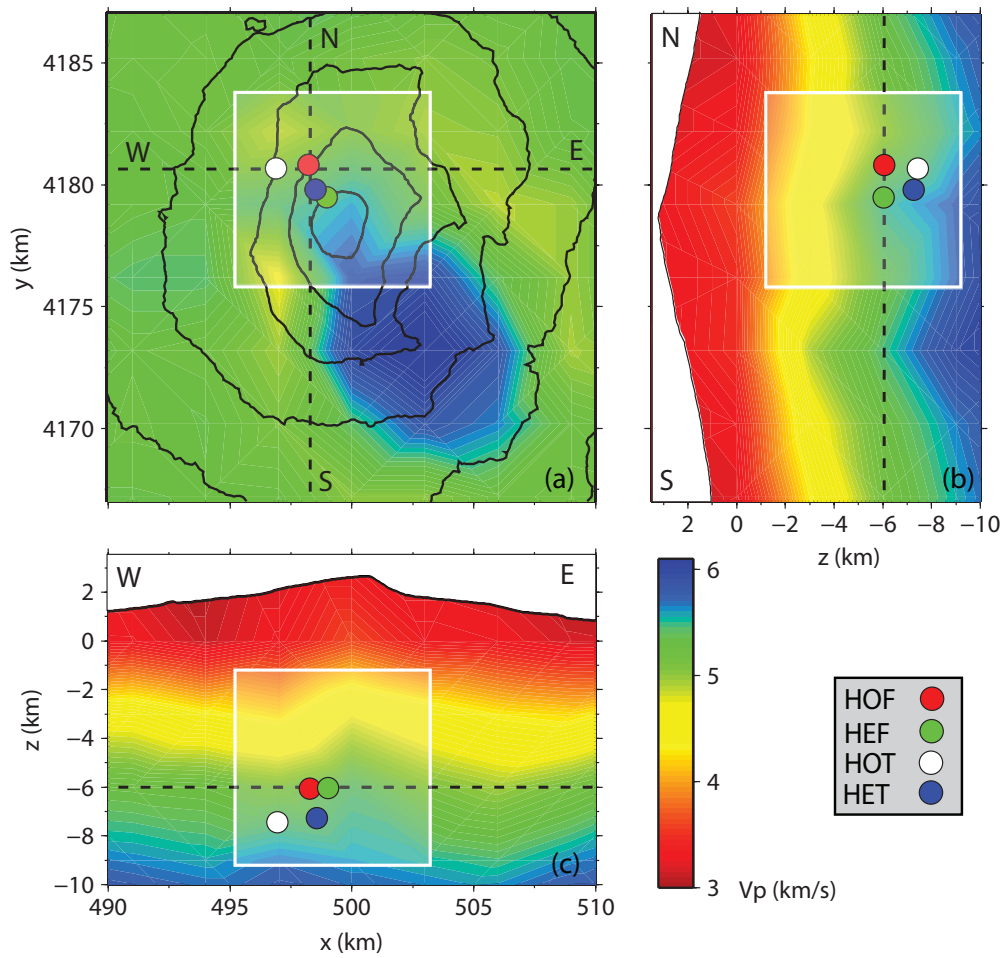 N
W
E
S
(a)
4185
4180
4175
4170
y (km)
N
S
(b)
2 0 −2 −4 −6 −8 −10
z (km)
W
E
(c)
2
0
−2
−4
−6
−8
−10
z (km)
490 495 500 505 510
x (km)
6
5
4
3
Vp (km/s)
HOF
HEF
HOT
HET